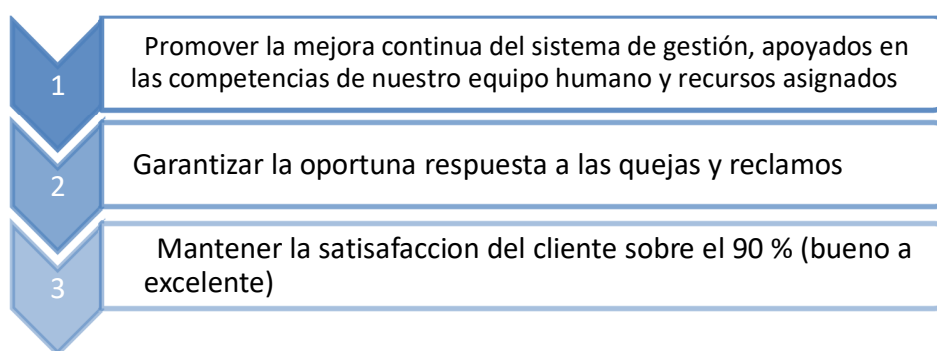 1
Promover la mejora continua del sistema de gestión, apoyados en
las competencias de nuestro equipo humano y recursos asignados
2
Garantizar la oportuna respuesta a las quejas y reclamos
3
Mantener la satisafaccion del cliente sobre el 90 % (bueno a
excelente)